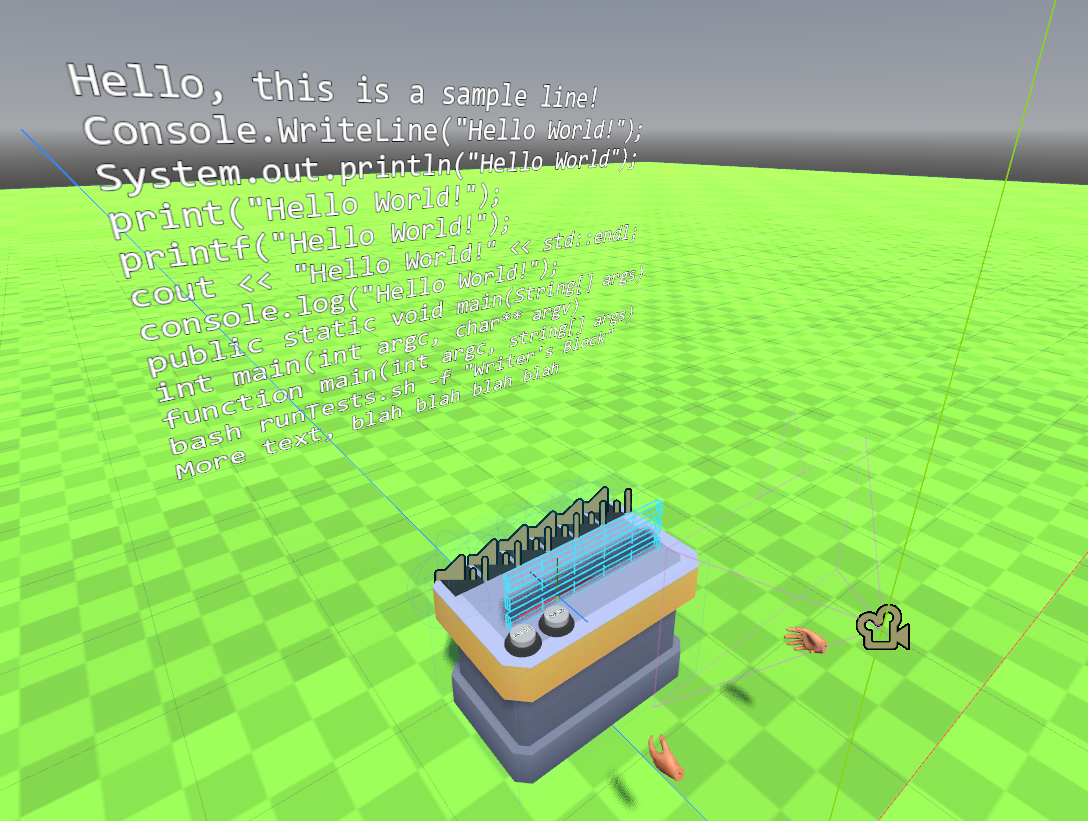 Hello, this is a sample line!
Console.WriteLine("Hello World!");
System.out.println("Hello World");
print("Hello World!");
printf("Hello World!");
cout << "Hello World!" << std::endl;
console.log("Hello World!");
public static void main(String[] args)
int main(int argc, char** argv)
function main(int argc, string[] args)
bash runTests.sh -f "Writer's Block"
More text, blah blah blah blah